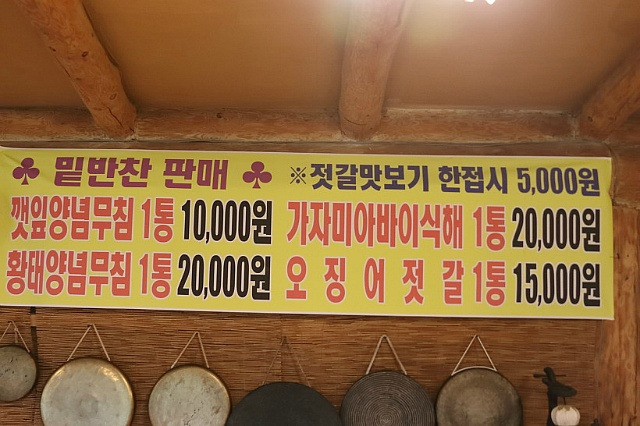 ♣ 밑반찬 판매 ♣ ※젓갈맛보기 한접시 5,000원
깻잎양념무침 1통 10,000원 가자미아바이식해 1통 20,000원
황태양념무침 1통 20,000원 오징어젓갈 1통 15,000원